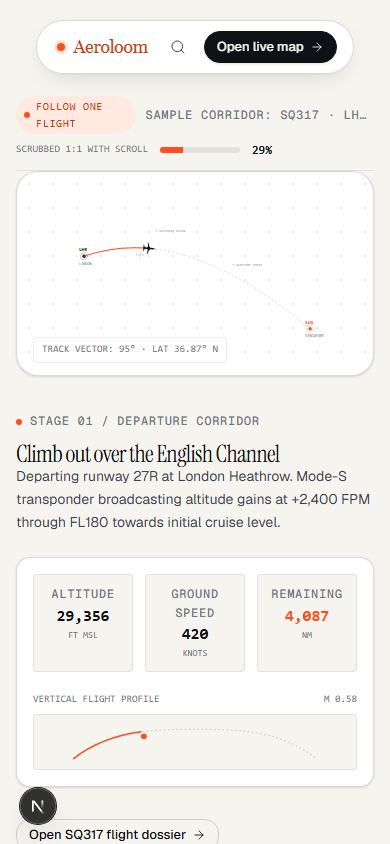 Aeroloom
Open live map →
FOLLOW ONE
FLIGHT
SAMPLE CORRIDOR: SQ317 · LH…
SCRUBBED 1:1 WITH SCROLL
29%
LHR
LONDON
SIN
SINGAPORE
TRACK VECTOR: 95° · LAT 36.87° N
STAGE 01 / DEPARTURE CORRIDOR
Climb out over the English Channel
Departing runway 27R at London Heathrow. Mode-S
transponder broadcasting altitude gains at +2,400 FPM
through FL180 towards initial cruise level.
ALTITUDE
29,356
FT MSL
GROUND
SPEED
420
KNOTS
REMAINING
4,087
NM
VERTICAL FLIGHT PROFILE
M 0.58
N
Open SQ317 flight dossier →